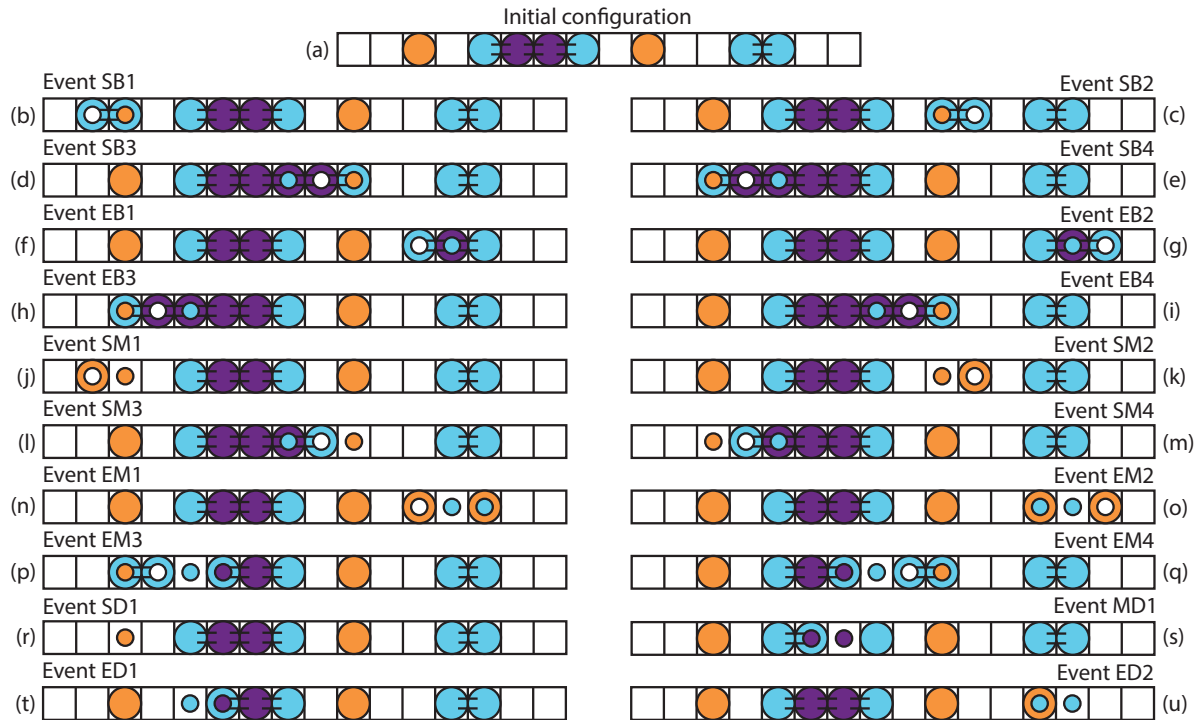 Initial configuration
(a)
Event SB1
Event SB2
(b)
(c)
Event SB3
Event SB4
(d)
(e)
Event EB1
Event EB2
(f)
(g)
Event EB3
Event EB4
(h)
(i)
Event SM1
Event SM2
(j)
(k)
Event SM3
Event SM4
(l)
(m)
Event EM1
Event EM2
(n)
(o)
Event EM3
Event EM4
(p)
(q)
Event SD1
Event MD1
(r)
(s)
Event ED1
Event ED2
(t)
(u)